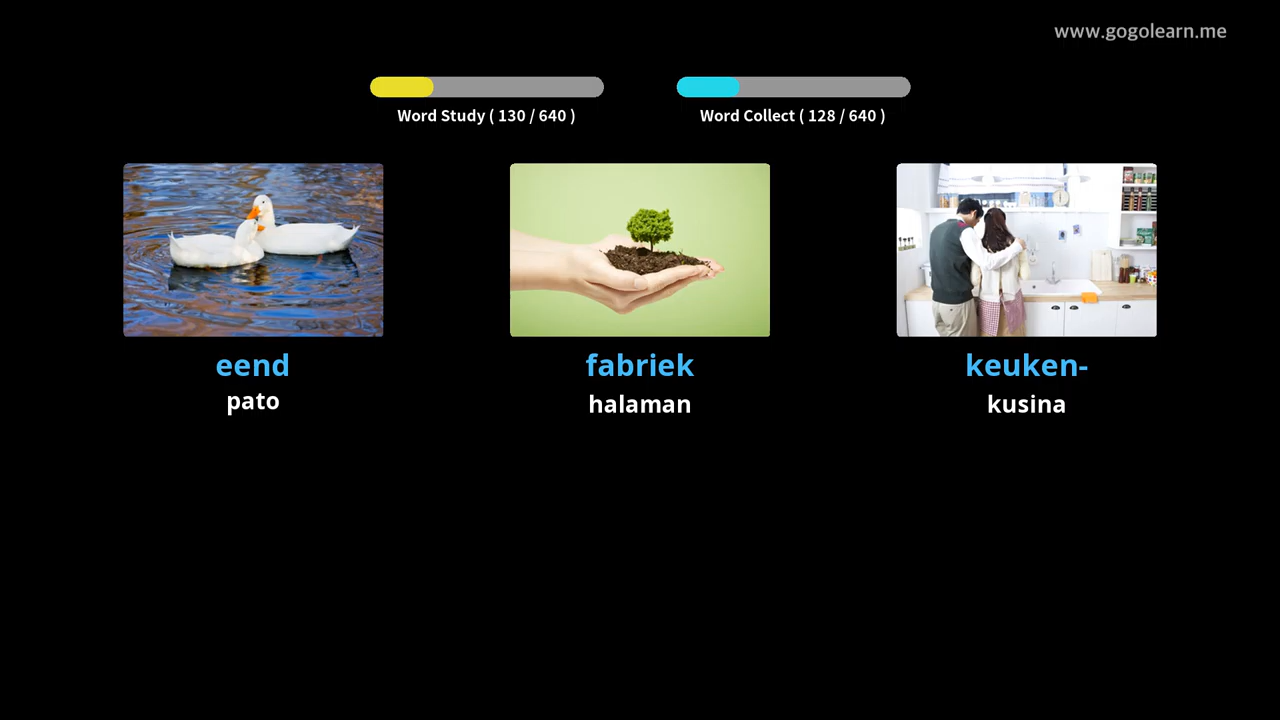 www.gogolearn.me
Word Study ( 130 / 640 )
Word Collect ( 128 / 640 )
eend
fabriek
keuken-
pato
halaman
kusina